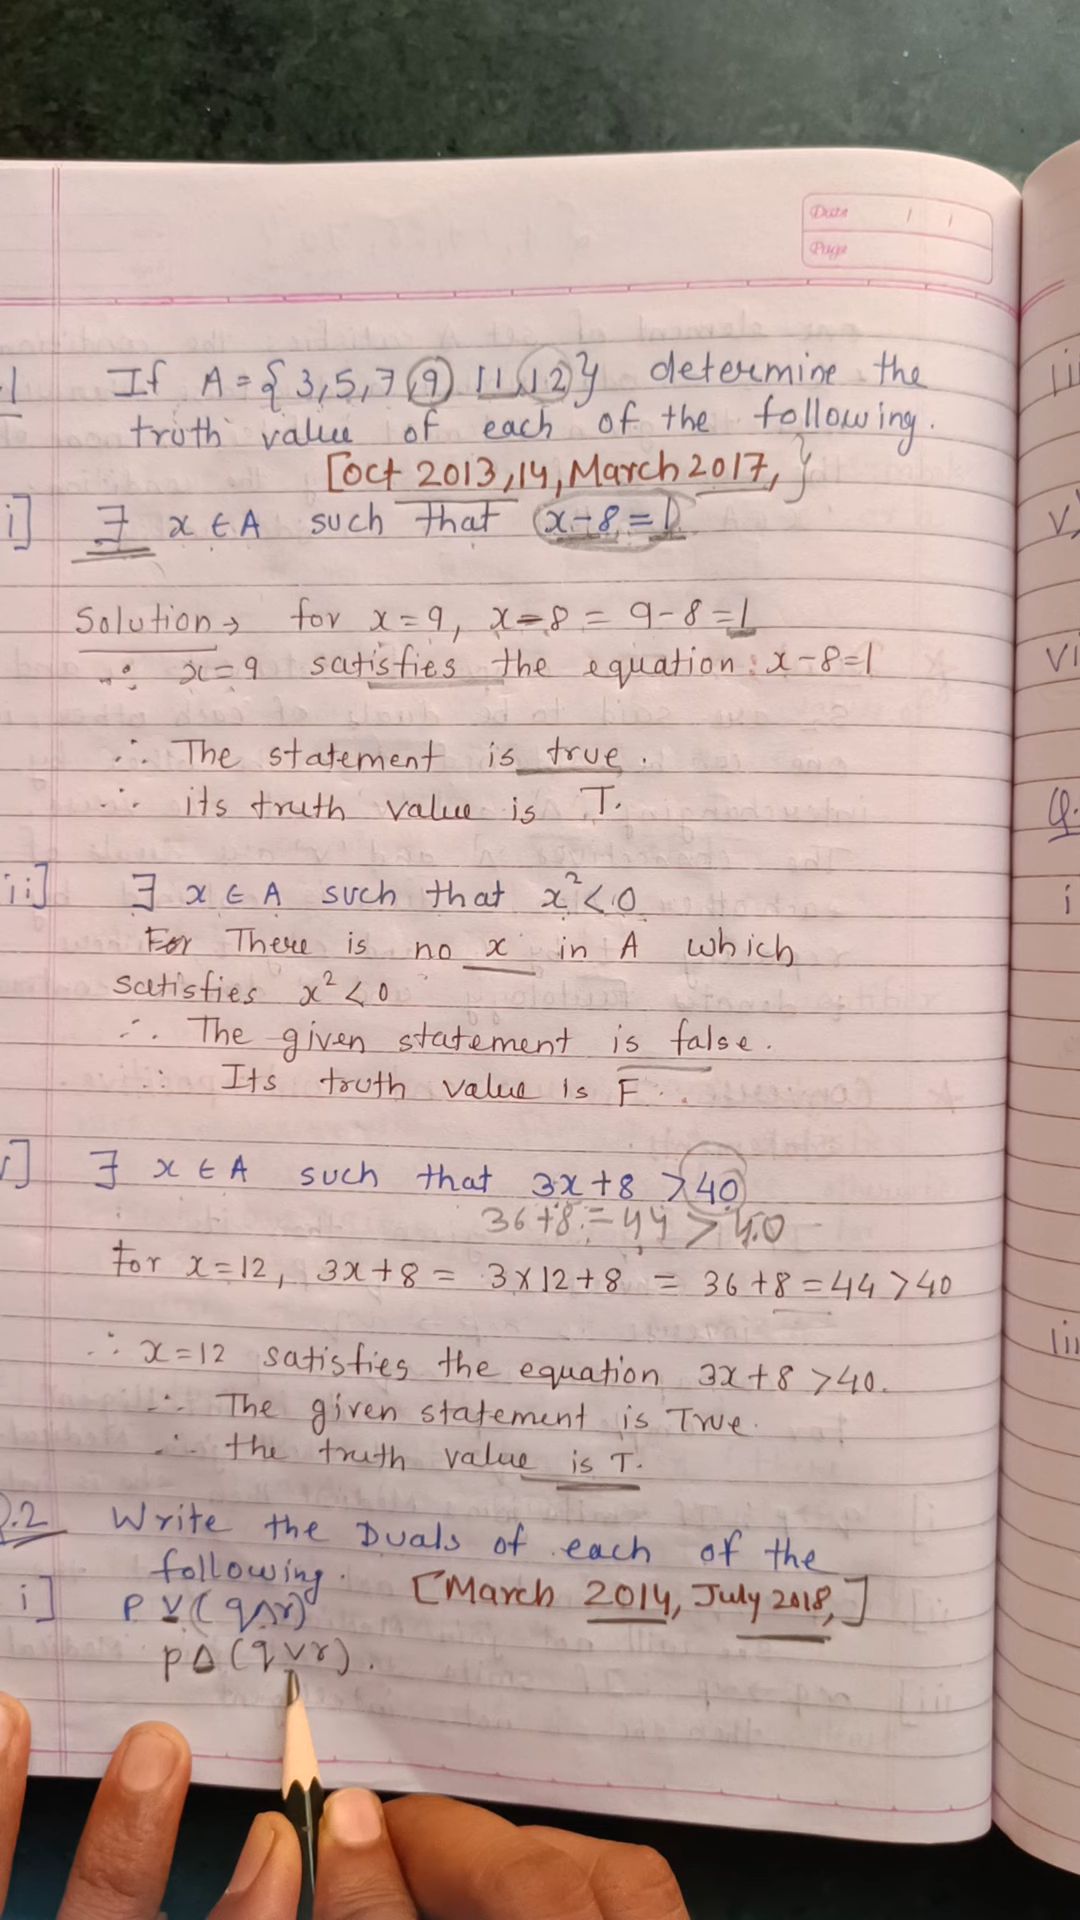 Date / /
Page
.1 If A = {3, 5, 7, 9, 11, 12} determine the
truth value of each of the following.
[Oct 2013, 14, March 2017, }
i] ∃ x ∈ A such that x - 8 = 1
Solution → for x = 9, x - 8 = 9 - 8 = 1
∴ x = 9 satisfies the equation x - 8 = 1
∴ The statement is true.
∴ its truth value is T.
ii] ∃ x ∈ A such that x² < 0
There is no x in A which
satisfies x² < 0
∴ The given statement is false.
∴ Its truth value is F.
] ∃ x ∈ A such that 3x + 8 > 40
36 + 8 = 44 > 40
for x = 12, 3x + 8 = 3 x 12 + 8 = 36 + 8 = 44 > 40
∴ x = 12 satisfies the equation 3x + 8 > 40.
∴ The given statement is True.
∴ the truth value is T.
Q.2 Write the Duals of each of the
following. [March 2014, July 2018, ]
i] p ∨ (q ∧ r)
p ∧ (q ∨ r).